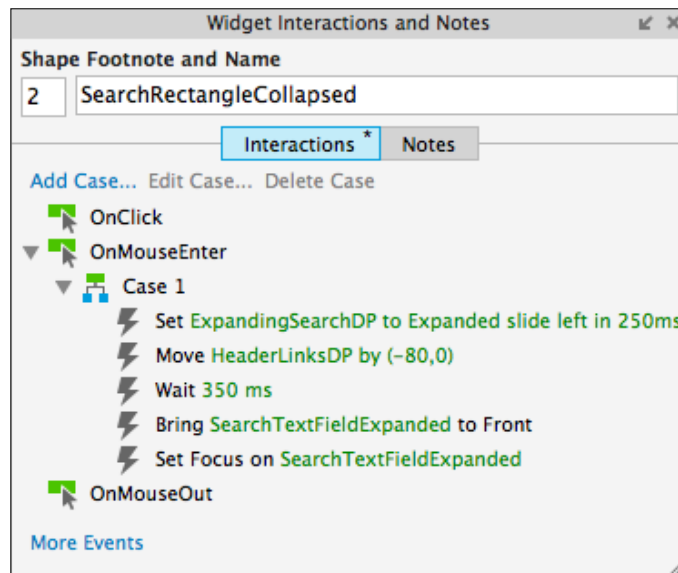 Widget Interactions and Notes
Shape Footnote and Name
2 SearchRectangleCollapsed
Interactions * Notes
Add Case... Edit Case... Delete Case
OnClick
OnMouseEnter
Case 1
Set ExpandingSearchDP to Expanded slide left in 250ms
Move HeaderLinksDP by (-80,0)
Wait 350 ms
Bring SearchTextFieldExpanded to Front
Set Focus on SearchTextFieldExpanded
OnMouseOut
More Events